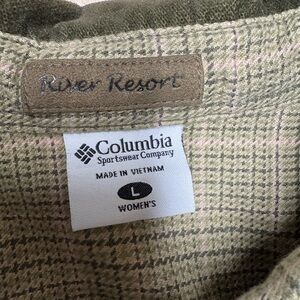 River Resort
Columbia
Sportswear Company
MADE IN VIETNAM
L
WOMEN'S